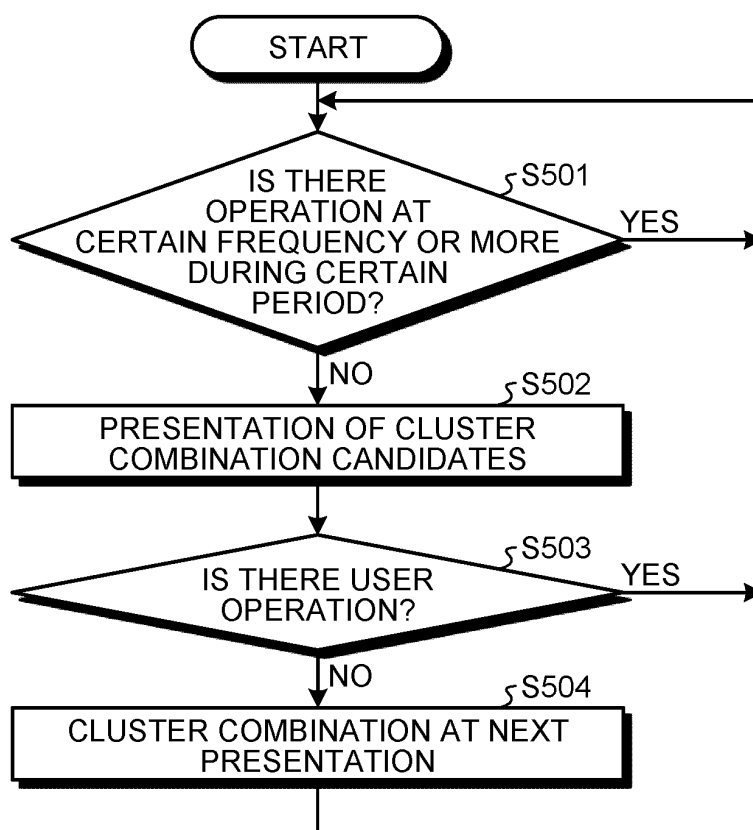 START
S501
IS THERE
OPERATION AT
CERTAIN FREQUENCY OR MORE
DURING CERTAIN
PERIOD?
YES
NO
S502
PRESENTATION OF CLUSTER
COMBINATION CANDIDATES
S503
IS THERE USER
OPERATION?
YES
NO
S504
CLUSTER COMBINATION AT NEXT
PRESENTATION